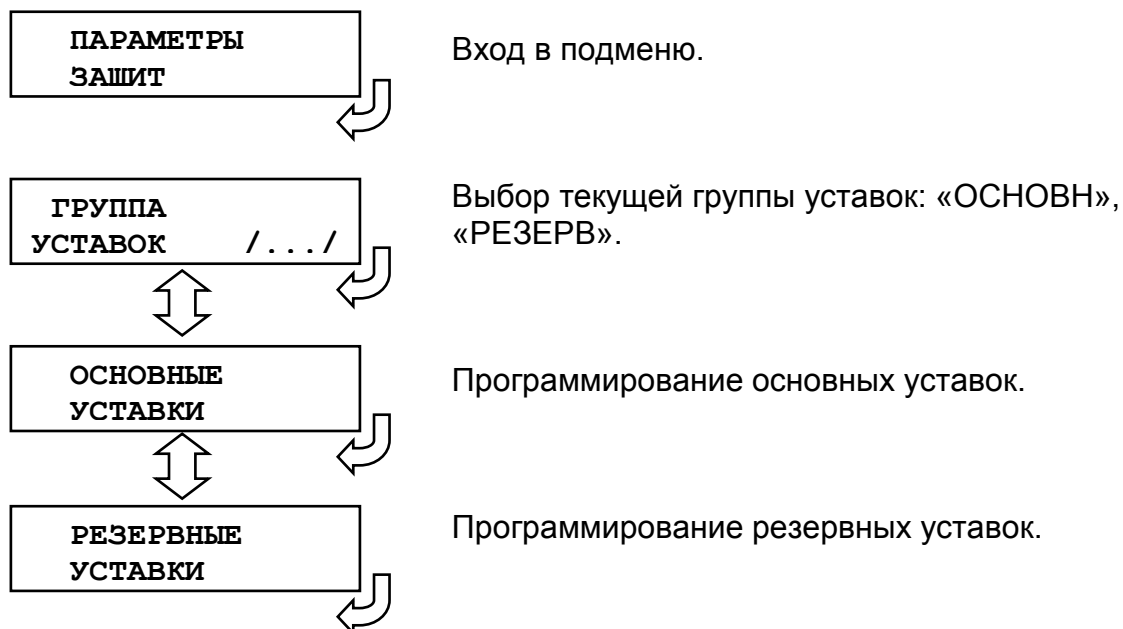 ПАРАМЕТРЫ
ЗАШИТ
Вход в подменю.
ГРУППА
УСТАВОК /.../
Выбор текущей группы уставок: «ОСНОВН»,
«РЕЗЕРВ».
ОСНОВНЫЕ
УСТАВКИ
Программирование основных уставок.
РЕЗЕРВНЫЕ
УСТАВКИ
Программирование резервных уставок.